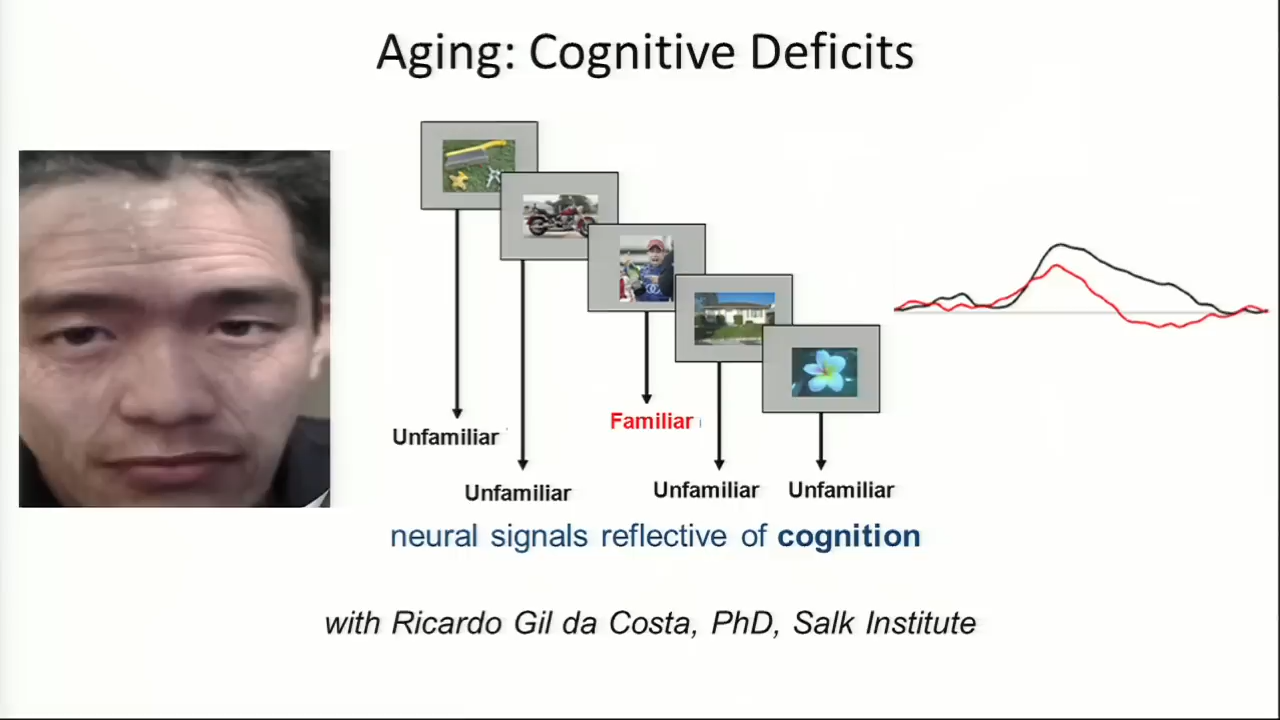 Aging: Cognitive Deficits
Unfamiliar
Familiar
Unfamiliar
Unfamiliar
Unfamiliar
neural signals reflective of cognition
with Ricardo Gil da Costa, PhD, Salk Institute